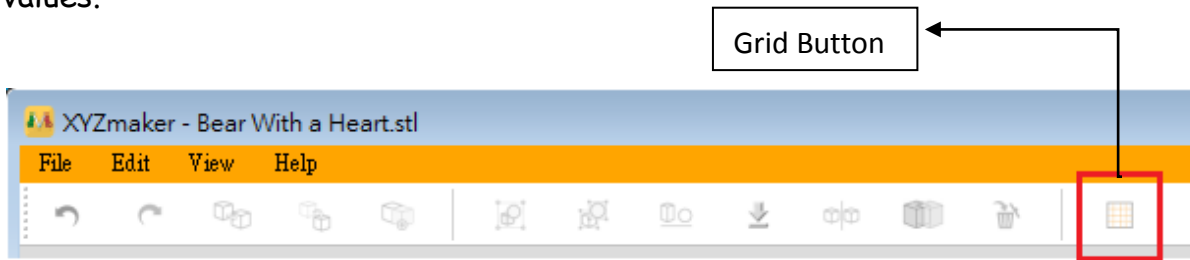 values.
Grid Button
XYZmaker - Bear With a Heart.stl
File Edit View Help